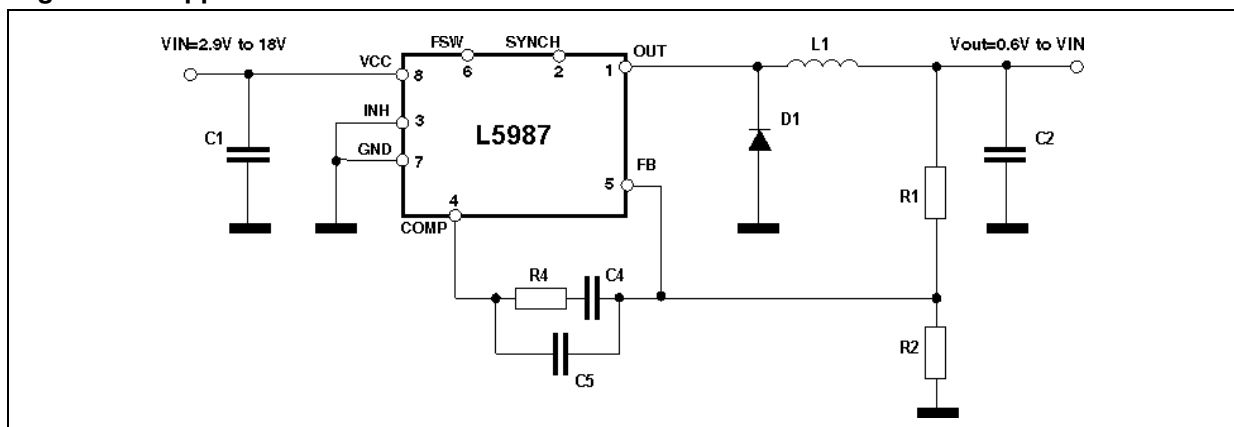 VIN=2.9V to 18V
FSW
SYNCH
OUT
L1
Vout=0.6V to VIN
VCC
6
2
8
1
INH
3
D1
C1
L5987
C2
GND
7
FB
5
R1
4
COMP
R4
C4
R2
C5